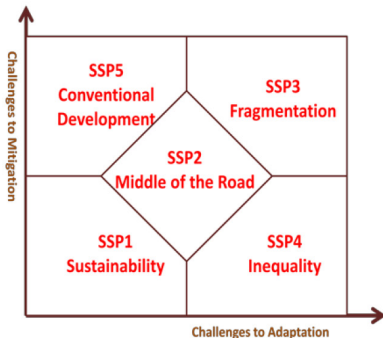 Challenges to Mitigation
SSP5
Conventional
Development
SSP3
Fragmentation
SSP2
Middle of the Road
SSP1
Sustainability
SSP4
Inequality
Challenges to Adaptation